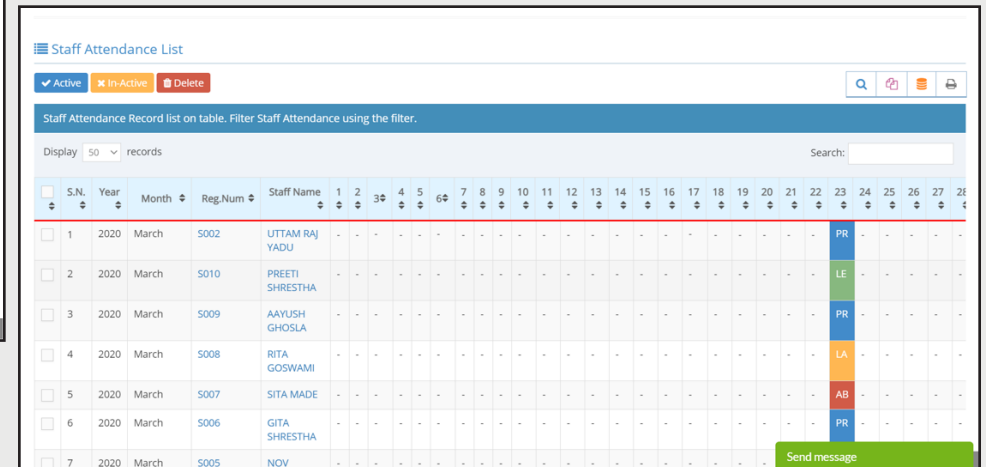 Staff Attendance List
Active In-Active Delete
Staff Attendance Record list on table. Filter Staff Attendance using the filter.
Display 50 records Search:
S.N. Year Month Reg.Num Staff Name 1 2 3 4 5 6 7 8 9 10 11 12 13 14 15 16 17 18 19 20 21 22 23 24 25 26 27 28
1 2020 March S002 UTTAM RAJ - - - - - - - - - - - - - - - - - - - - - - PR - - - - -
YADU
2 2020 March S010 PREETI - - - - - - - - - - - - - - - - - - - - - - LE - - - - -
SHRESTHA
3 2020 March S009 AAYUSH - - - - - - - - - - - - - - - - - - - - - - PR - - - - -
GHOSLA
4 2020 March S008 RITA - - - - - - - - - - - - - - - - - - - - - - LA - - - - -
GOSWAMI
5 2020 March S007 SITA MADE - - - - - - - - - - - - - - - - - - - - - - AB - - - - -
6 2020 March S006 GITA - - - - - - - - - - - - - - - - - - - - - - PR - - - - -
SHRESTHA
7 2020 March S005 NOV - - - - - - - - - - - - - - - - - - - -
Send message